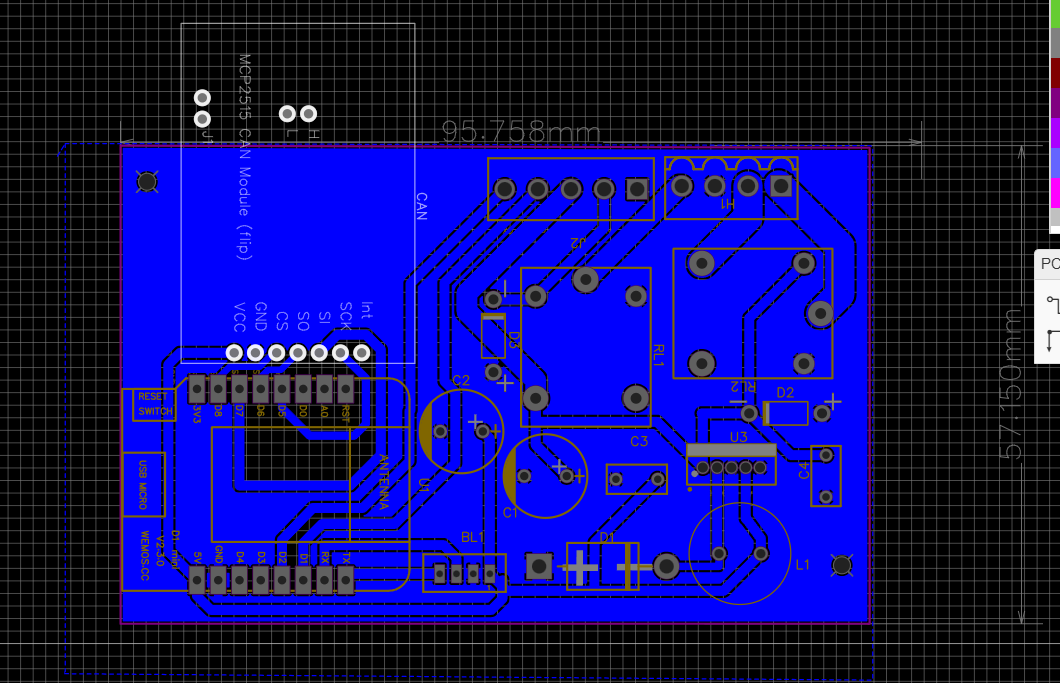 95.758mm
57.150mm
MCP2515 CAN Module (flip)
J1
L
H
CAN
VCC
GND
CS
SO
SI
SCK
Int
J2
H1
RL1
RL2
D3
D2
C2
C3
U3
C4
C1
U1
BL1
D1
L1
RESET
SWITCH
USB MICRO
ANTENNA
3V3
D8
D7
D6
D5
D0
A0
RST
WEMOS.CC
V2.3.0
D1 mini
5V
GND
D4
D3
D2
D1
RX
TX
PC